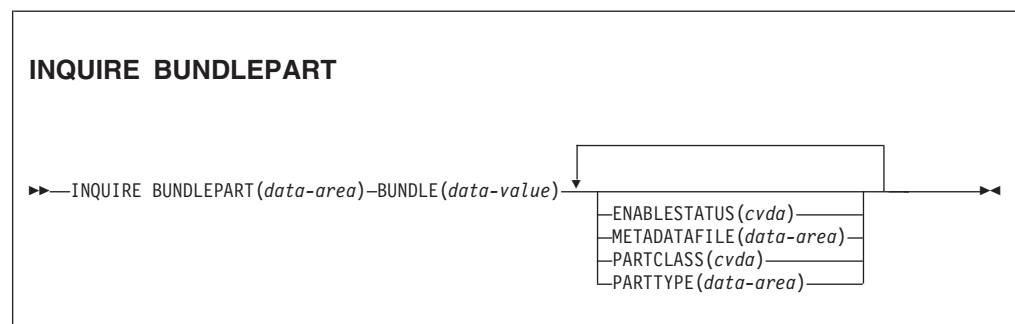 INQUIRE BUNDLEPART
INQUIRE BUNDLEPART(data-area) BUNDLE(data-value)
ENABLESTATUS(cvda)
METADATAFILE(data-area)
PARTCLASS(cvda)
PARTTYPE(data-area)